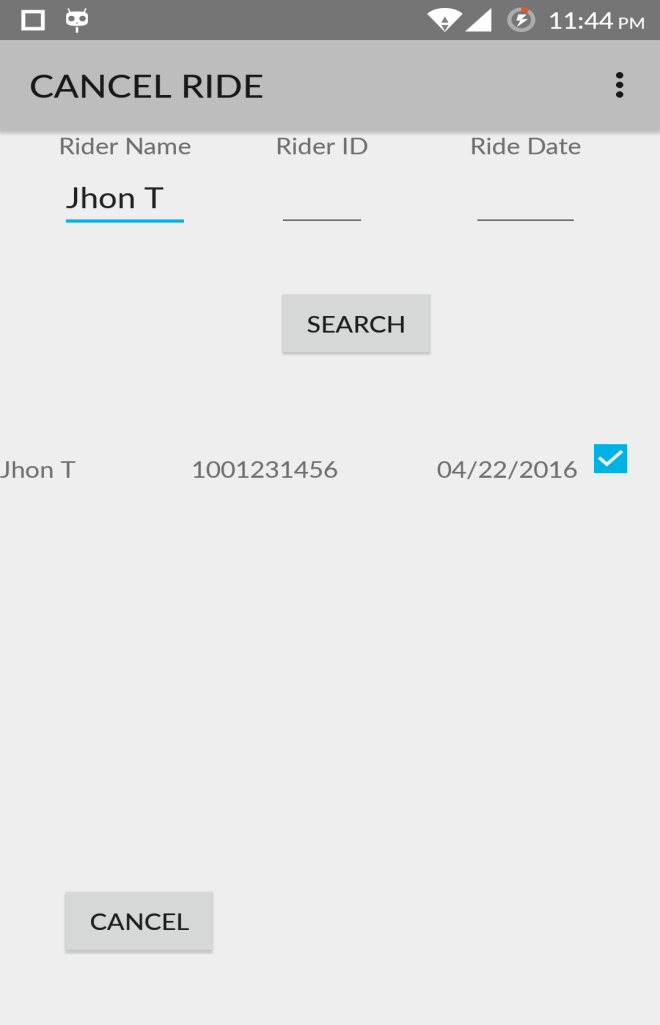 11:44 PM
CANCEL RIDE
Rider Name Rider ID Ride Date
Jhon T
SEARCH
Jhon T 1001231456 04/22/2016
CANCEL